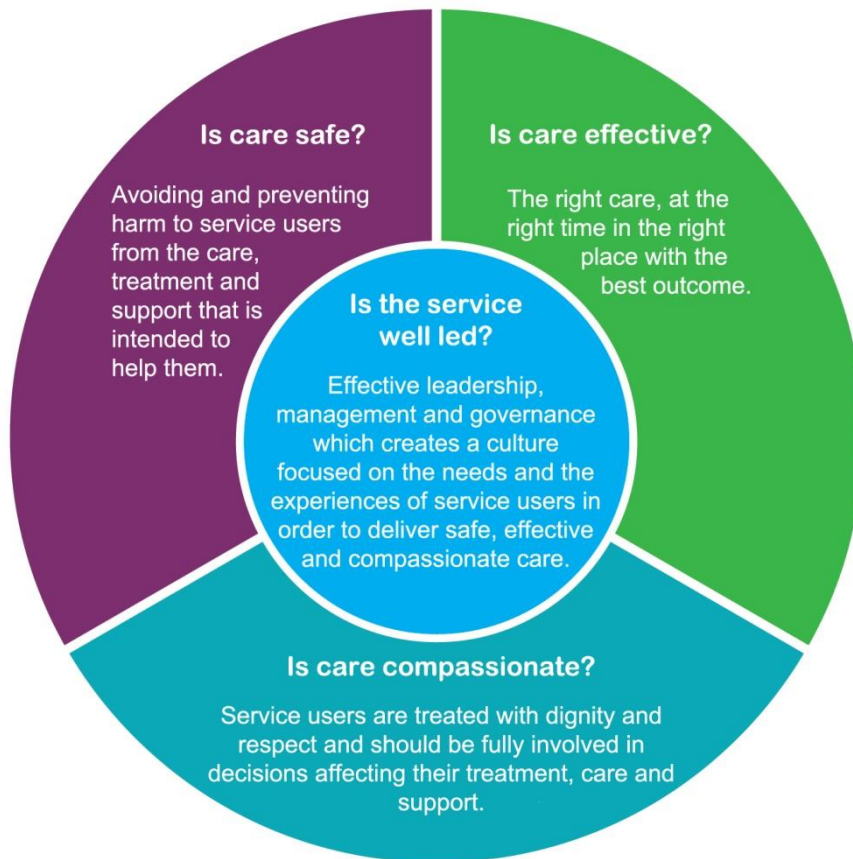 Is care safe?
Avoiding and preventing
harm to service users
from the care,
treatment and
support that is
intended to
help them.
Is care effective?
The right care, at the
right time in the right
place with the
best outcome.
Is the service
well led?
Effective leadership,
management and governance
which creates a culture
focused on the needs and the
experiences of service users in
order to deliver safe, effective
and compassionate care.
Is care compassionate?
Service users are treated with dignity and
respect and should be fully involved in
decisions affecting their treatment, care and
support.